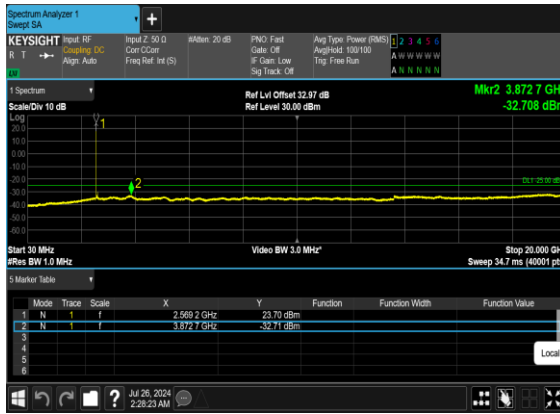 Spectrum Analyzer 1
Swept SA
+
KEYSIGHT Input: RF Input Z: 50 Ω #Atten: 20 dB PNO: Fast Avg Type: Power (RMS) 1 2 3 4 5 6
R T Coupling: DC Corr CCorr Gate: Off Avg|Hold: 100/100 A W W W W W
Align: Auto Freq Ref: Int (S) IF Gain: Low Trig: Free Run
Sig Track: Off A N N N N N
LXI
1 Spectrum Ref Lvl Offset 32.97 dB Mkr2 3.872 7 GH
Scale/Div 10 dB Ref Level 30.00 dBm -32.708 dBm
Log
20.0
10.0
0.00
-10.0
-20.0
-30.0
-40.0
-50.0
-60.0
1
2
DL1 -25.00 dB
Start 30 MHz Video BW 3.0 MHz* Stop 20.000 GH
#Res BW 1.0 MHz Sweep 34.7 ms (40001 pt
5 Marker Table
Mode Trace Scale X Y Function Function Width Function Value
1 N 1 f 2.569 2 GHz 23.70 dBm
2 N 1 f 3.872 7 GHz -32.71 dBm
3
4
5
6
Local
? Jul 26, 2024
2:28:23 AM